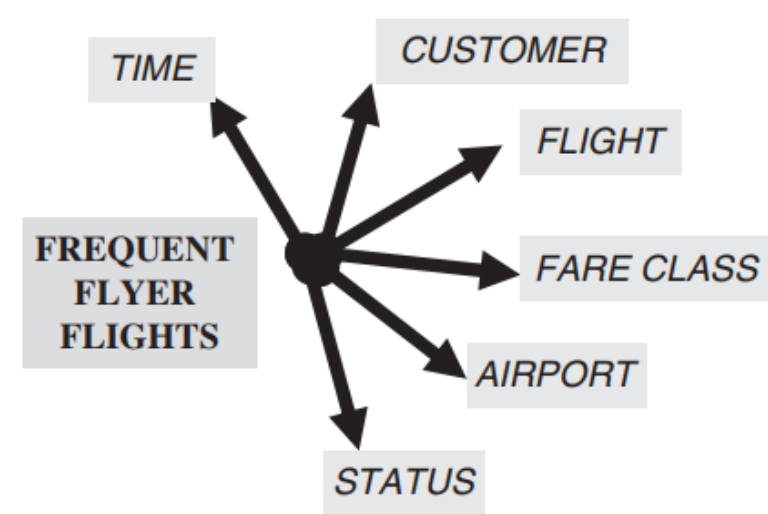 TIME
CUSTOMER
FLIGHT
FREQUENT
FLYER
FLIGHTS
FARE CLASS
AIRPORT
STATUS